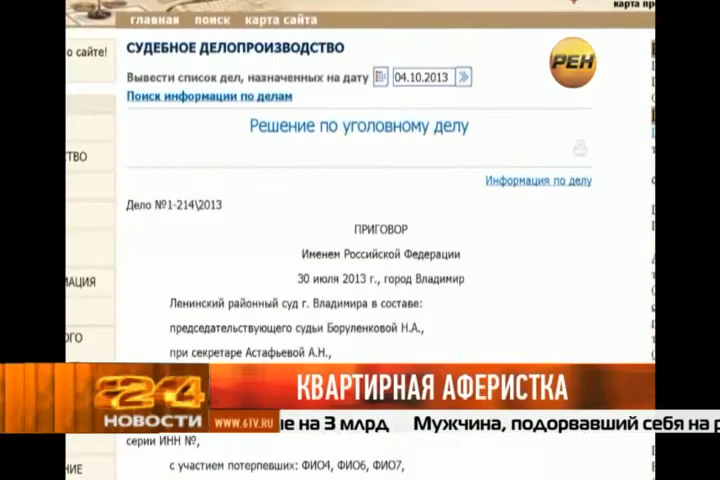 карта
главная поиск карта сайта
о сайте!
СУДЕБНОЕ ДЕЛОПРОИЗВОДСТВО
Вывести список дел, назначенных на дату 04.10.2013
РЕН
Поиск информации по делам
Решение по уголовному делу
ТВО
Информация по делу
Дело №1-214\2013
ПРИГОВОР
Именем Российской Федерации
30 июля 2013 г., город Владимир
МАЦИЯ
Ленинский районный суд г. Владимира в составе:
председательствующего судьи Боруленковой Н.А.,
ОГО
при секретаре Астафьевой А.Н.,
24
НОВОСТИ
КВАРТИРНАЯ АФЕРИСТКА
WWW.6TV.RU
не на 3 млрд Мужчина, подорвавший себя на р
серии ИНН №,
НИЕ
с участием потерпевших: ФИО4, ФИО6, ФИО7,